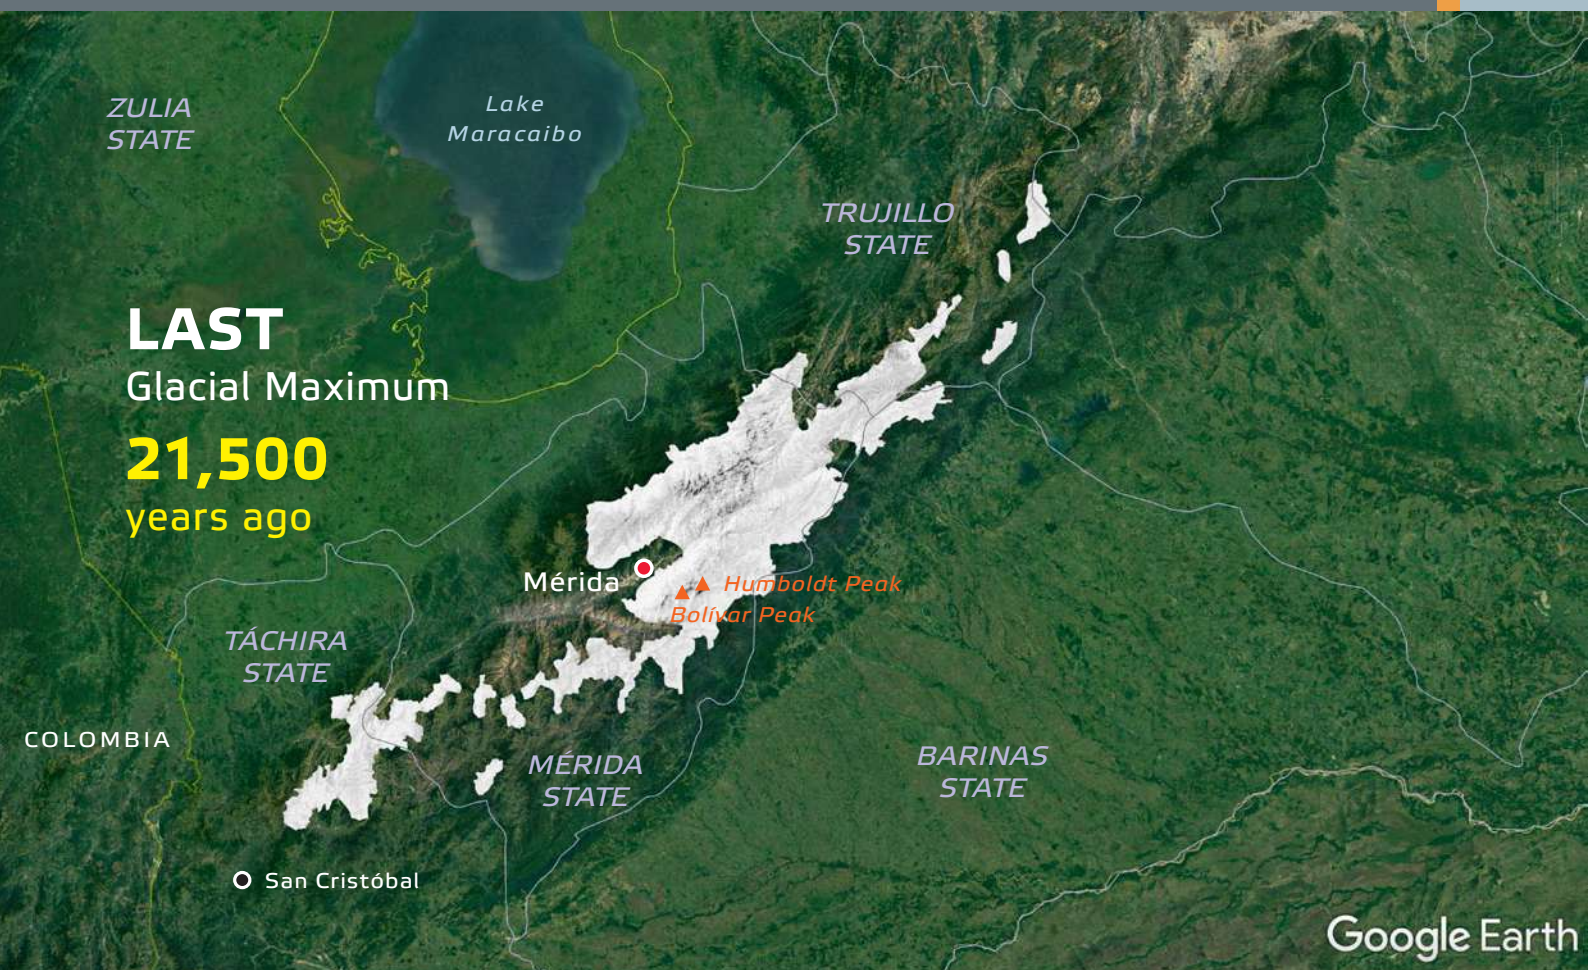 ZULIA
STATE
Lake
Maracaibo
TRUJILLO
STATE
LAST
Glacial Maximum
21,500
years ago
Mérida
Humboldt Peak
Bolívar Peak
TÁCHIRA
STATE
COLOMBIA
MÉRIDA
STATE
BARINAS
STATE
San Cristóbal
Google Earth